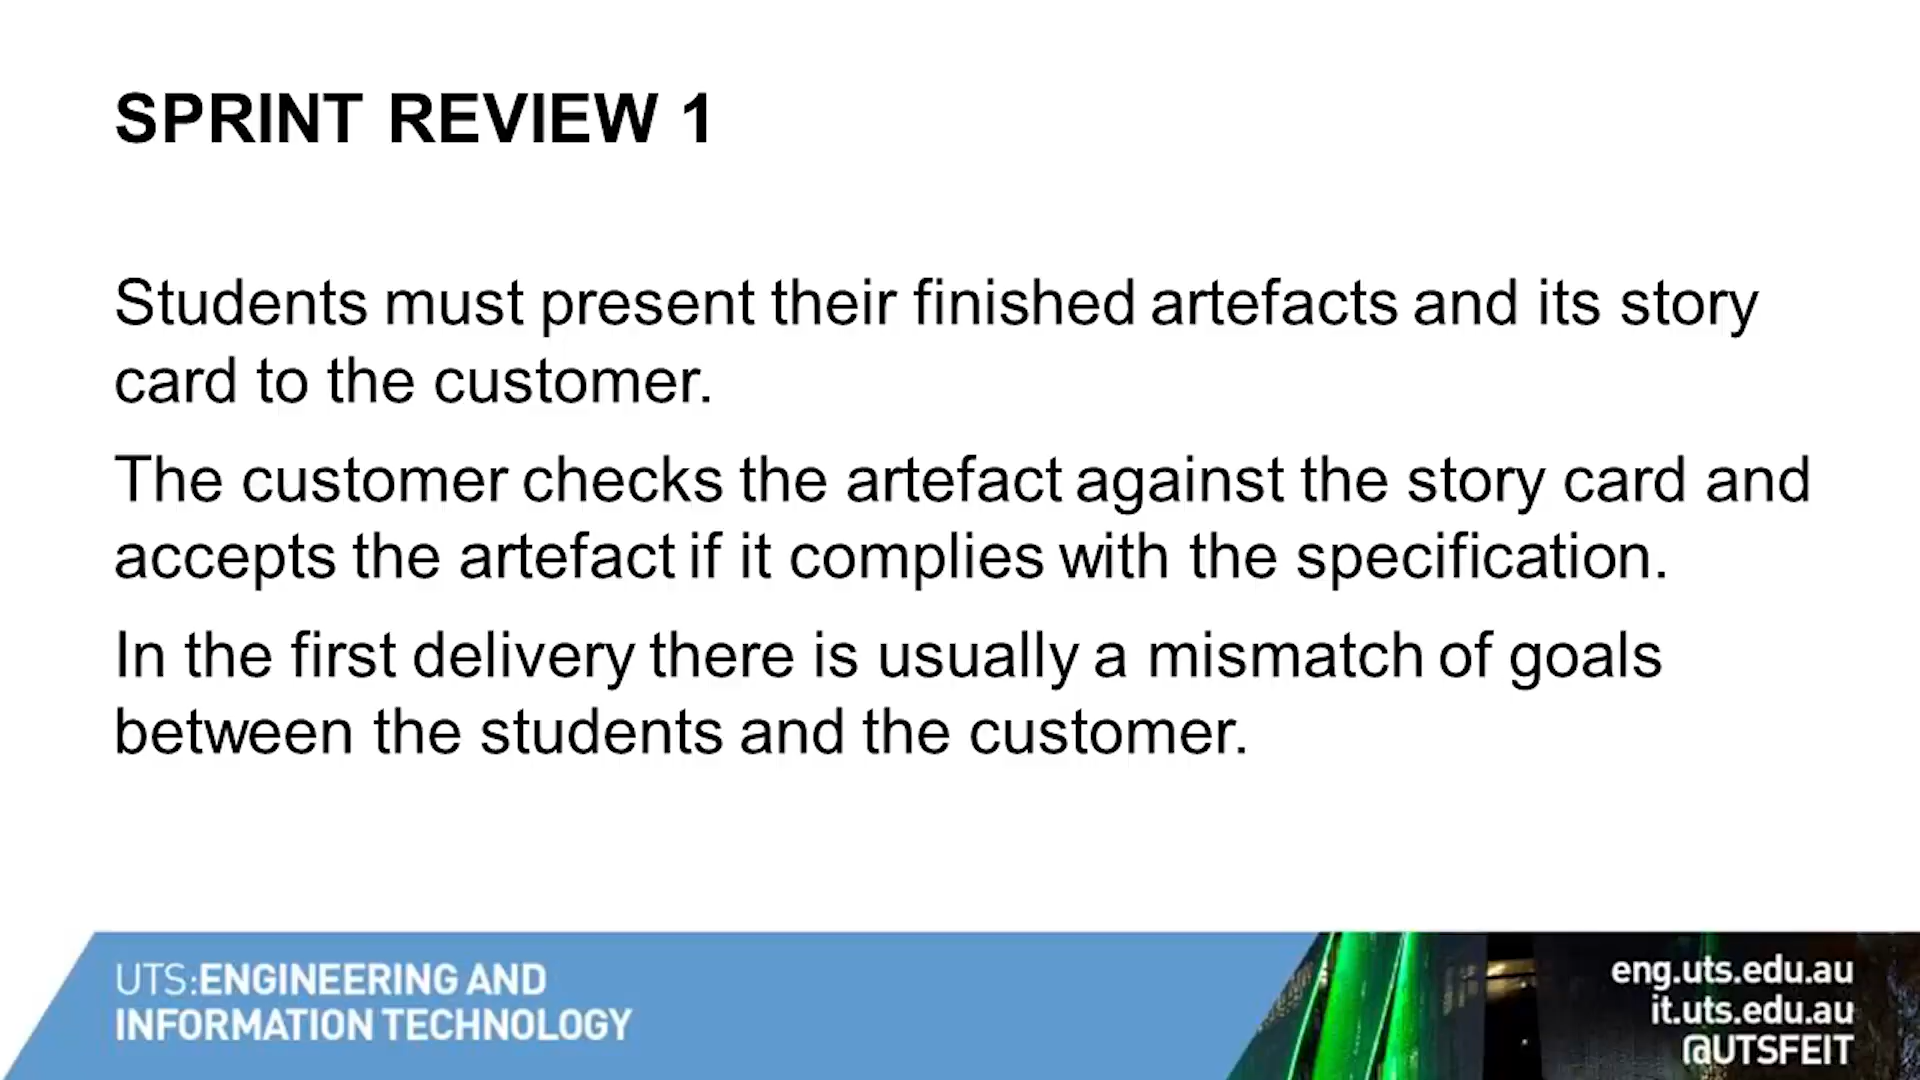 SPRINT REVIEW 1
Students must present their finished artefacts and its story
card to the customer.
The customer checks the artefact against the story card and
accepts the artefact if it complies with the specification.
In the first delivery there is usually a mismatch of goals
between the students and the customer.
UTS:ENGINEERING AND
INFORMATION TECHNOLOGY
eng.uts.edu.au
it.uts.edu.au
@UTSFEIT